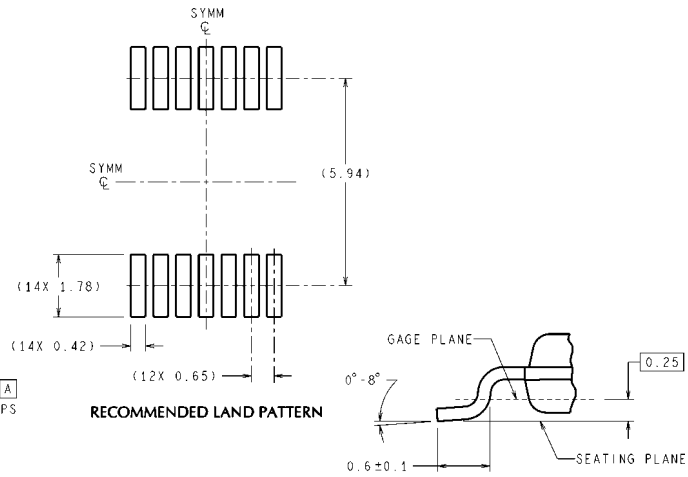 SYMM
℄
SYMM
℄
(5.94)
(14X 1.78)
(14X 0.42)
(12X 0.65)
A
PS
RECOMMENDED LAND PATTERN
GAGE PLANE
0.25
0°-8°
SEATING PLANE
0.6±0.1